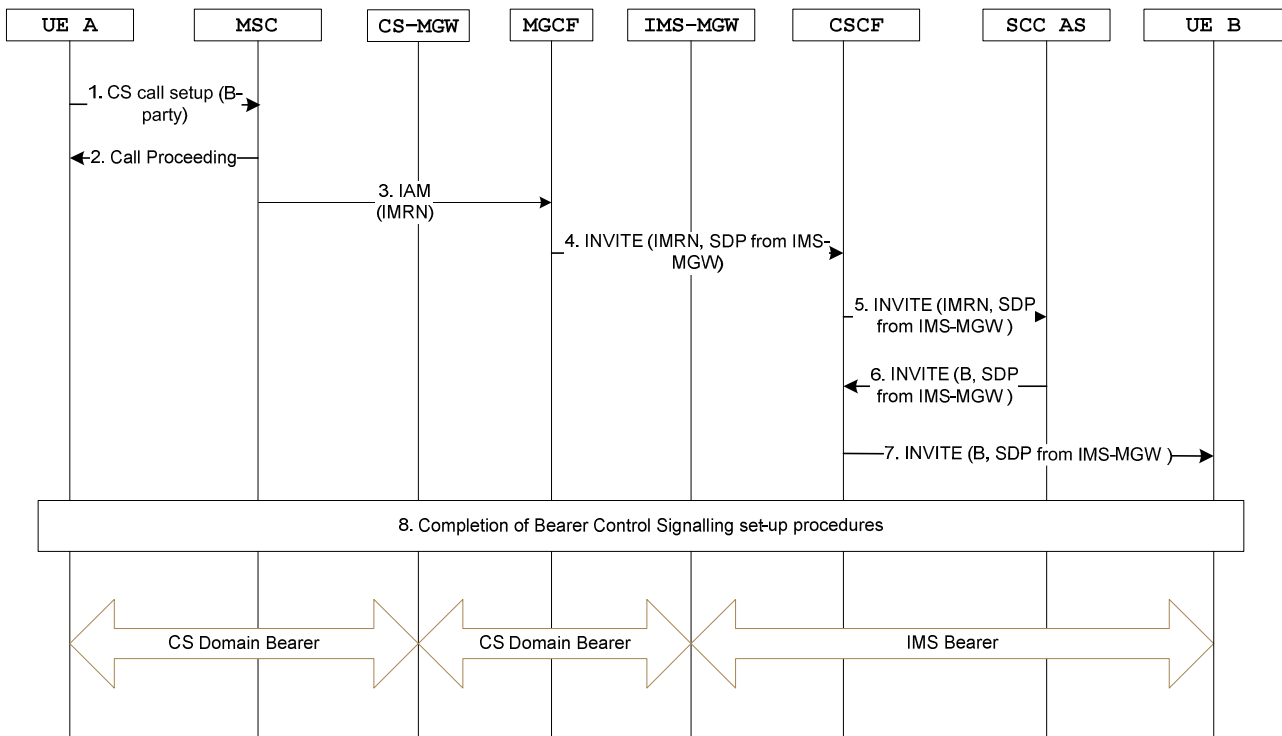 UE A
MSC
CS-MGW
MGCF
IMS-MGW
CSCF
SCC AS
UE B
1. CS call setup (B-
party)
2. Call Proceeding
3. IAM
(IMRN)
4. INVITE (IMRN, SDP from IMS-
MGW)
5. INVITE (IMRN, SDP
from IMS-MGW )
6. INVITE (B, SDP
from IMS-MGW )
7. INVITE (B, SDP from IMS-MGW )
8. Completion of Bearer Control Signalling set-up procedures
CS Domain Bearer
CS Domain Bearer
IMS Bearer